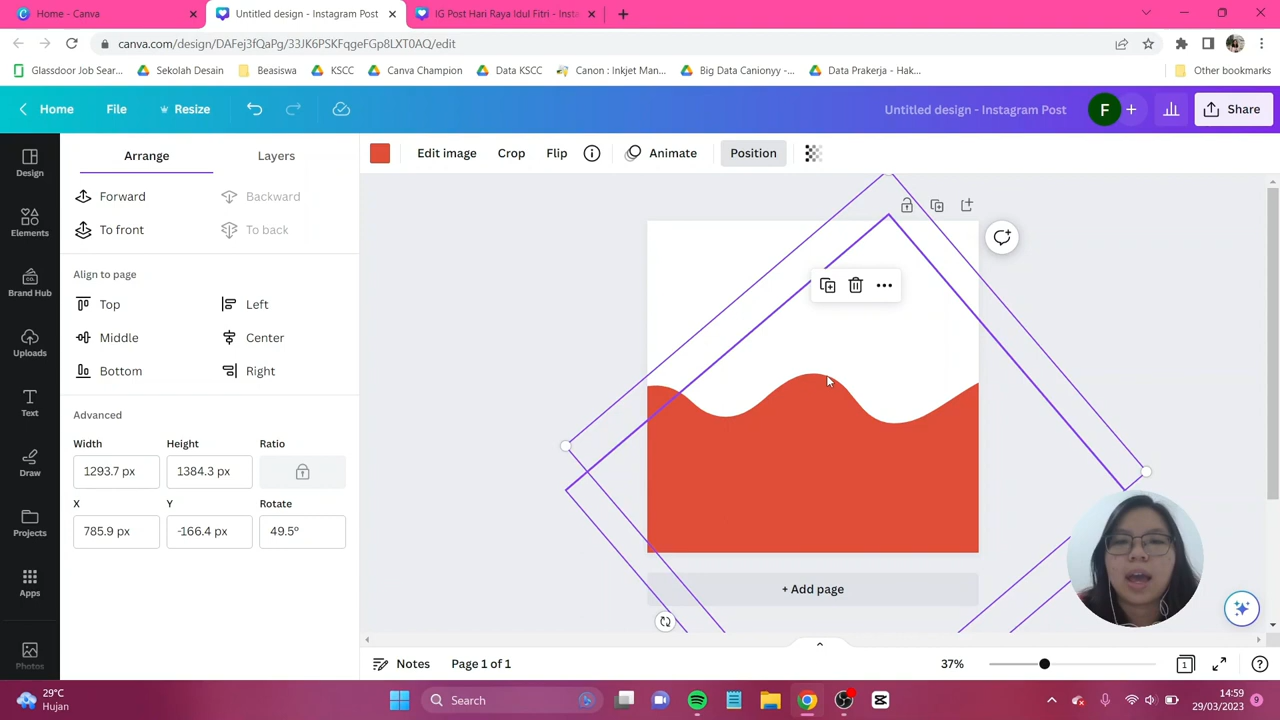 Home - Canva
Untitled design - Instagram Post
IG Post Hari Raya Idul Fitri - Insta
canva.com/design/DAFej3fQaPg/33JK6PSKFqgeFGp8LXT0AQ/edit
Glassdoor Job Sear...
Sekolah Desain
Beasiswa
KSCC
Canva Champion
Data KSCC
Canon : Inkjet Man...
Big Data Canionyy -...
Data Prakerja - Hak...
Other bookmarks
Home
File
Resize
Untitled design - Instagram Post
F
Share
Design
Elements
Brand Hub
Uploads
Text
Draw
Projects
Apps
Photos
Arrange
Layers
Forward
Backward
To front
To back
Align to page
Top
Left
Middle
Center
Bottom
Right
Advanced
Width
Height
Ratio
1293.7 px
1384.3 px
X
Y
Rotate
785.9 px
-166.4 px
49.5°
Edit image
Crop
Flip
Animate
Position
+ Add page
Notes
Page 1 of 1
37%
1
29°C
Hujan
Search
14:59
29/03/2023